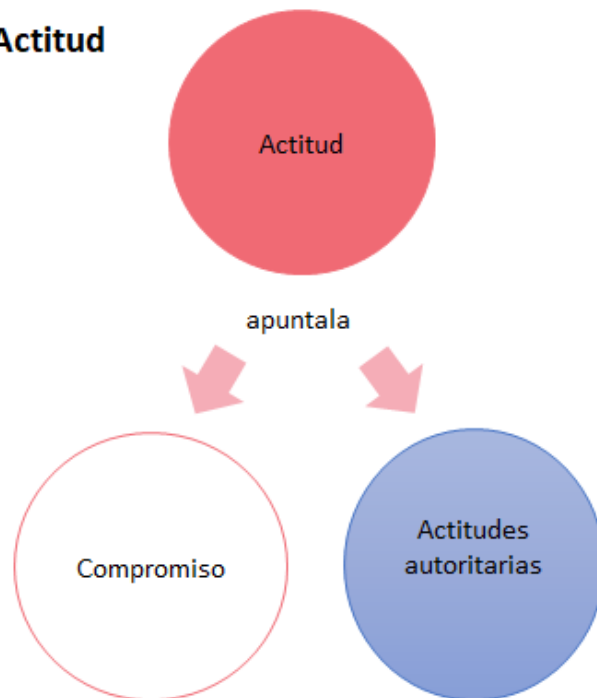 Actitud
Actitud
apuntala
Compromiso
Actitudes
autoritarias